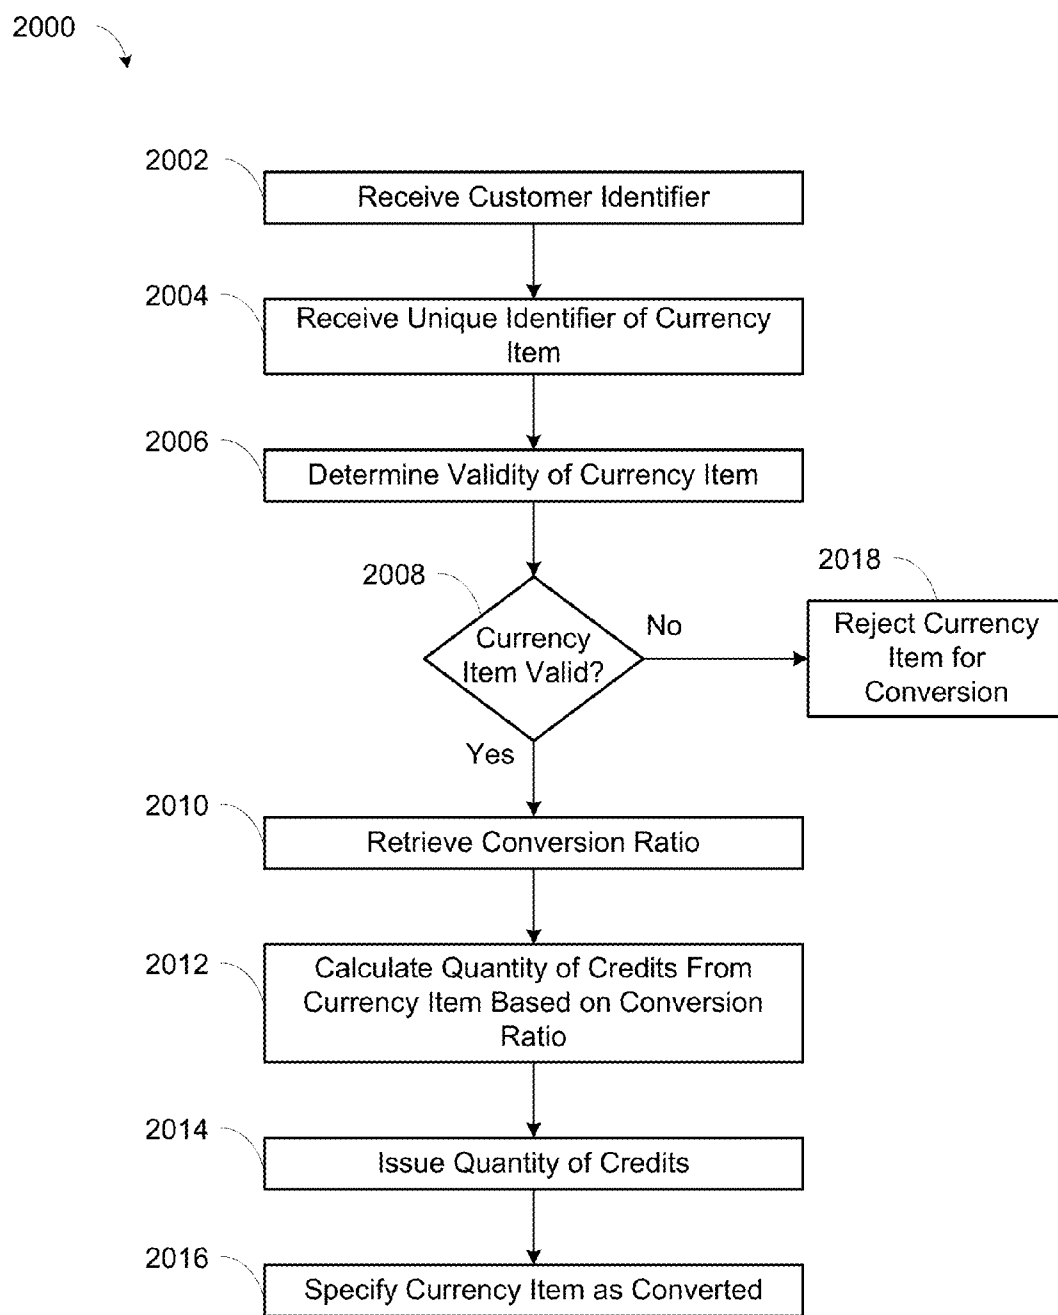 2000
2002
Receive Customer Identifier
2004
Receive Unique Identifier of Currency
Item
2006
Determine Validity of Currency Item
2008
Currency
Item Valid?
No
2018
Reject Currency
Item for
Conversion
Yes
2010
Retrieve Conversion Ratio
2012
Calculate Quantity of Credits From
Currency Item Based on Conversion
Ratio
2014
Issue Quantity of Credits
2016
Specify Currency Item as Converted